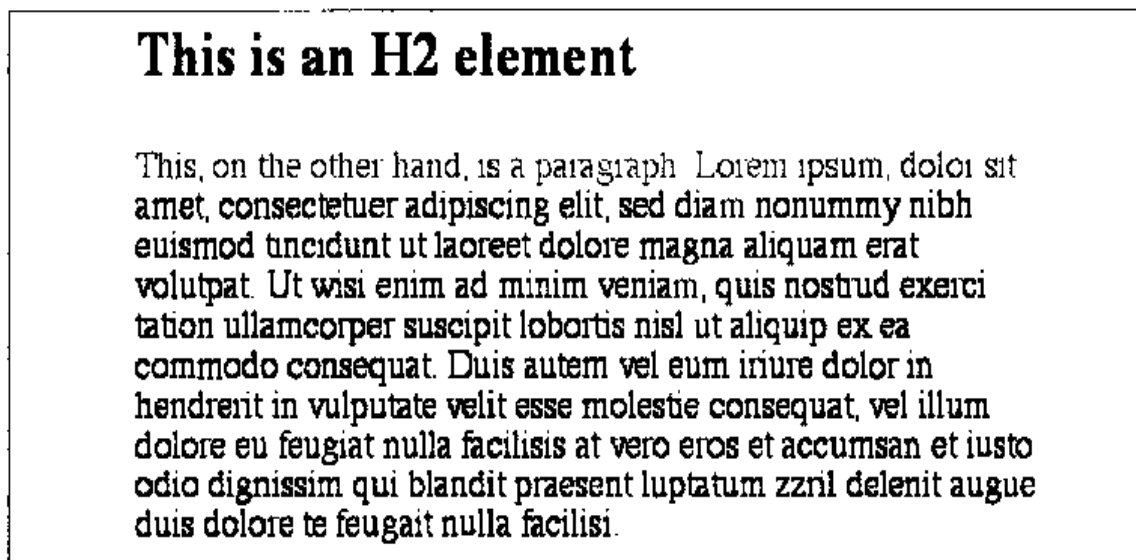 This is an H2 element
This, on the other hand, is a paragraph. Lorem ipsum, dolor sit
amet, consectetuer adipiscing elit, sed diam nonummy nibh
euismod tincidunt ut laoreet dolore magna aliquam erat
volutpat. Ut wisi enim ad minim veniam, quis nostrud exerci
tation ullamcorper suscipit lobortis nisl ut aliquip ex ea
commodo consequat. Duis autem vel eum iriure dolor in
hendrerit in vulputate velit esse molestie consequat, vel illum
dolore eu feugiat nulla facilisis at vero eros et accumsan et iusto
odio dignissim qui blandit praesent luptatum zzril delenit augue
duis dolore te feugait nulla facilisi.